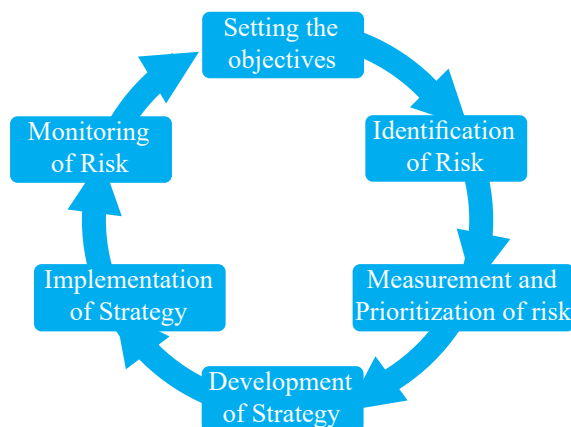 Setting the
objectives
Identification
of Risk
Measurement and
Prioritization of risk
Development
of Strategy
Implementation
of Strategy
Monitoring
of Risk